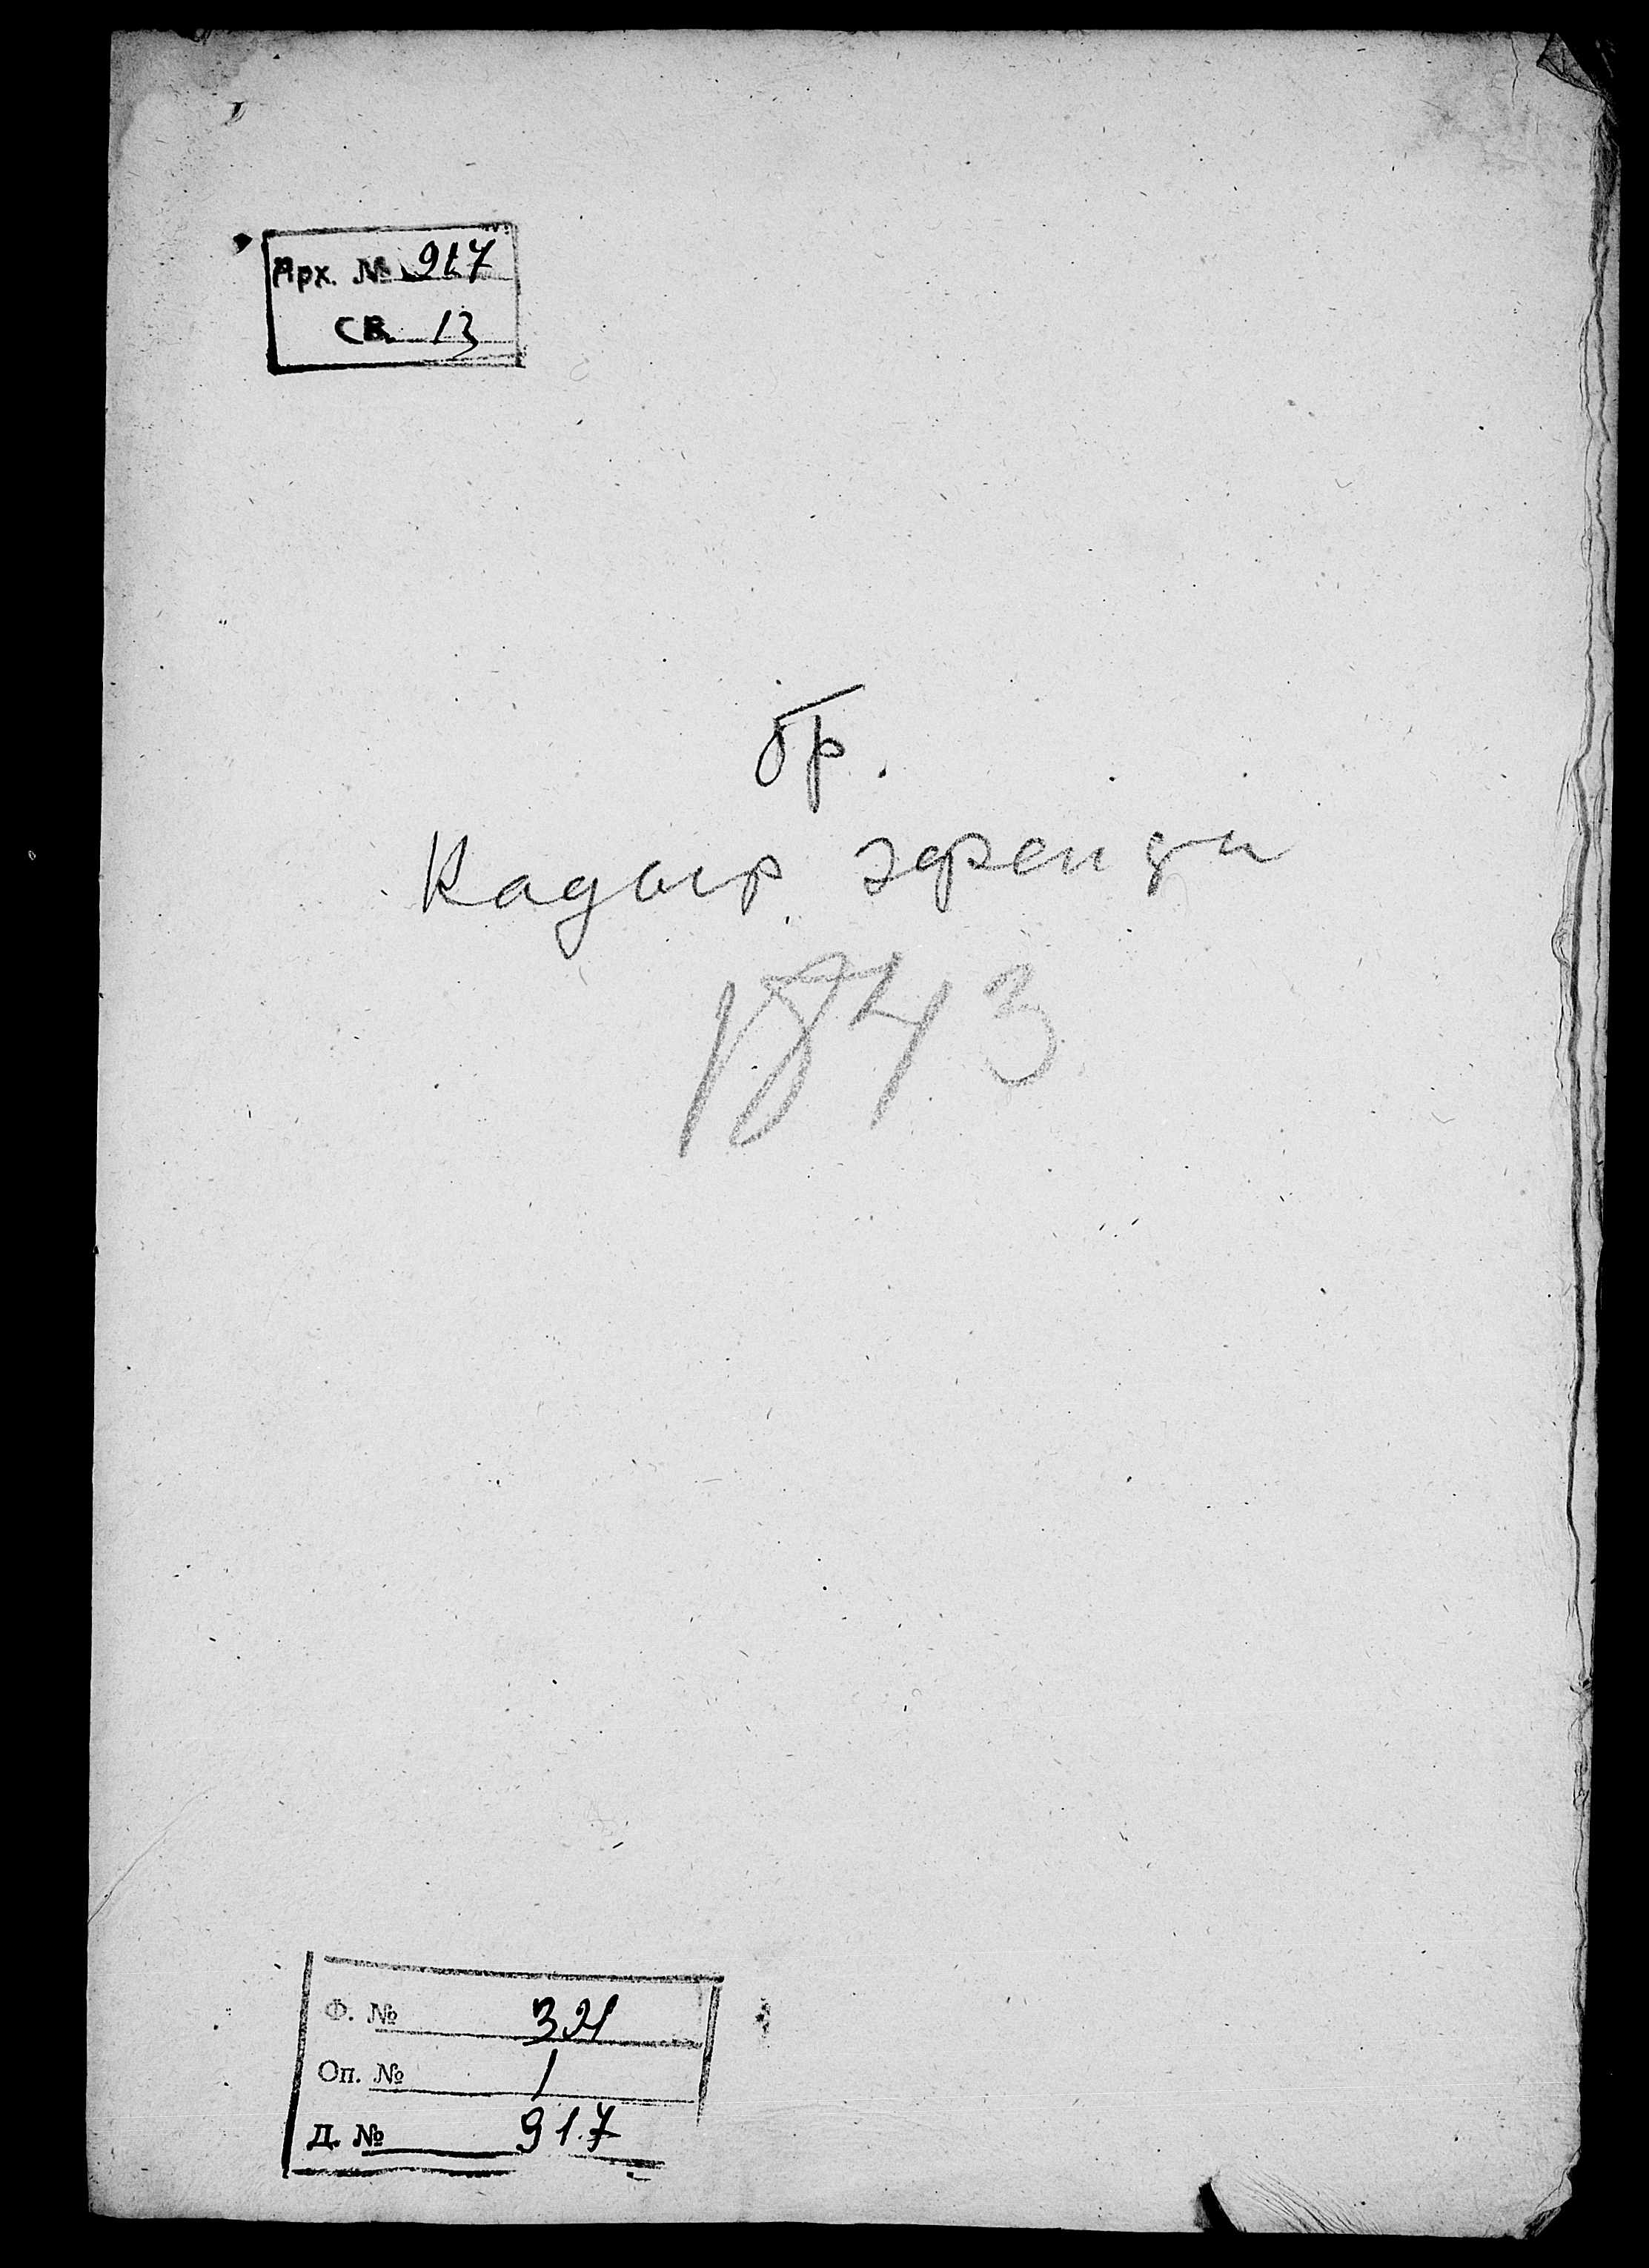 Арх. № 917
св. 13
бр.
Кадыр эфенди
1843
Ф. № 321
Оп. № 1
Д. № 917